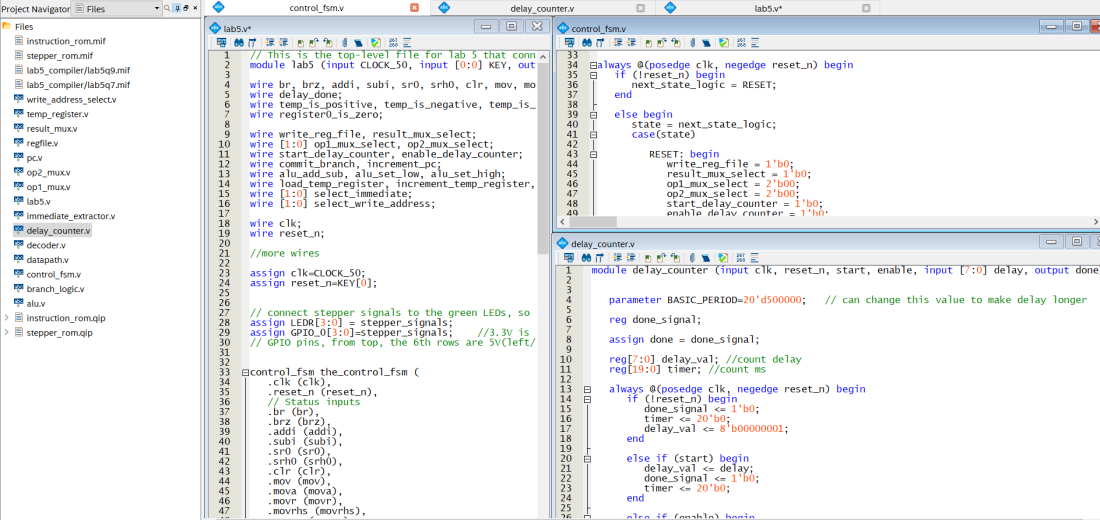 Project Navigator Files
Files
instruction_rom.mif
stepper_rom.mif
lab5_compiler/lab5q9.mif
lab5_compiler/lab5q7.mif
write_address_select.v
temp_register.v
result_mux.v
regfile.v
pc.v
op2_mux.v
op1_mux.v
lab5.v
immediate_extractor.v
delay_counter.v
decoder.v
datapath.v
control_fsm.v
branch_logic.v
alu.v
instruction_rom.qip
stepper_rom.qip
control_fsm.v
delay_counter.v
lab5.v*
lab5.v*
1 // This is the top-level file for lab 5 that conn
2 module lab5 (input CLOCK_50, input [0:0] KEY, out
3
4 wire br, brz, addi, subi, sr0, srh0, clr, mov, mo
5 wire delay_done;
6 wire temp_is_positive, temp_is_negative, temp_is_
7 wire register0_is_zero;
8
9 wire write_reg_file, result_mux_select;
10 wire [1:0] op1_mux_select, op2_mux_select;
11 wire start_delay_counter, enable_delay_counter;
12 wire commit_branch, increment_pc;
13 wire alu_add_sub, alu_set_low, alu_set_high;
14 wire load_temp_register, increment_temp_register,
15 wire [1:0] select_immediate;
16 wire [1:0] select_write_address;
17
18 wire clk;
19 wire reset_n;
20
21 //more wires
22
23 assign clk=CLOCK_50;
24 assign reset_n=KEY[0];
25
26
27 // connect stepper signals to the green LEDs, so
28 assign LEDR[3:0] = stepper_signals;
29 assign GPIO_0[3:0]=stepper_signals; //3.3V is
30 // GPIO pins, from top, the 6th rows are 5V(left/
31
32
33 control_fsm the_control_fsm (
34 .clk (clk),
35 .reset_n (reset_n),
36 // Status inputs
37 .br (br),
38 .brz (brz),
39 .addi (addi),
40 .subi (subi),
41 .sr0 (sr0),
42 .srh0 (srh0),
43 .clr (clr),
44 .mov (mov),
45 .mova (mova),
46 .movr (movr),
47 .movrhs (movrhs),
control_fsm.v
33
34 always @(posedge clk, negedge reset_n) begin
35 if (!reset_n) begin
36 next_state_logic = RESET;
37 end
38
39 else begin
40 state = next_state_logic;
41 case(state)
42
43 RESET: begin
44 write_reg_file = 1'b0;
45 result_mux_select = 1'b0;
46 op1_mux_select = 2'b00;
47 op2_mux_select = 2'b00;
48 start_delay_counter = 1'b0;
49 enable_delay_counter = 1'b0;
delay_counter.v
1 module delay_counter (input clk, reset_n, start, enable, input [7:0] delay, output done
2
3
4 parameter BASIC_PERIOD=20'd500000; // can change this value to make delay longer
5
6 reg done_signal;
7
8 assign done = done_signal;
9
10 reg[7:0] delay_val; //count delay
11 reg[19:0] timer; //count ms
12
13 always @(posedge clk, negedge reset_n) begin
14 if (!reset_n) begin
15 done_signal <= 1'b0;
16 timer <= 20'b0;
17 delay_val <= 8'b00000001;
18 end
19
20 else if (start) begin
21 delay_val <= delay;
22 done_signal <= 1'b0;
23 timer <= 20'b0;
24 end
25
26 else if (enable) begin